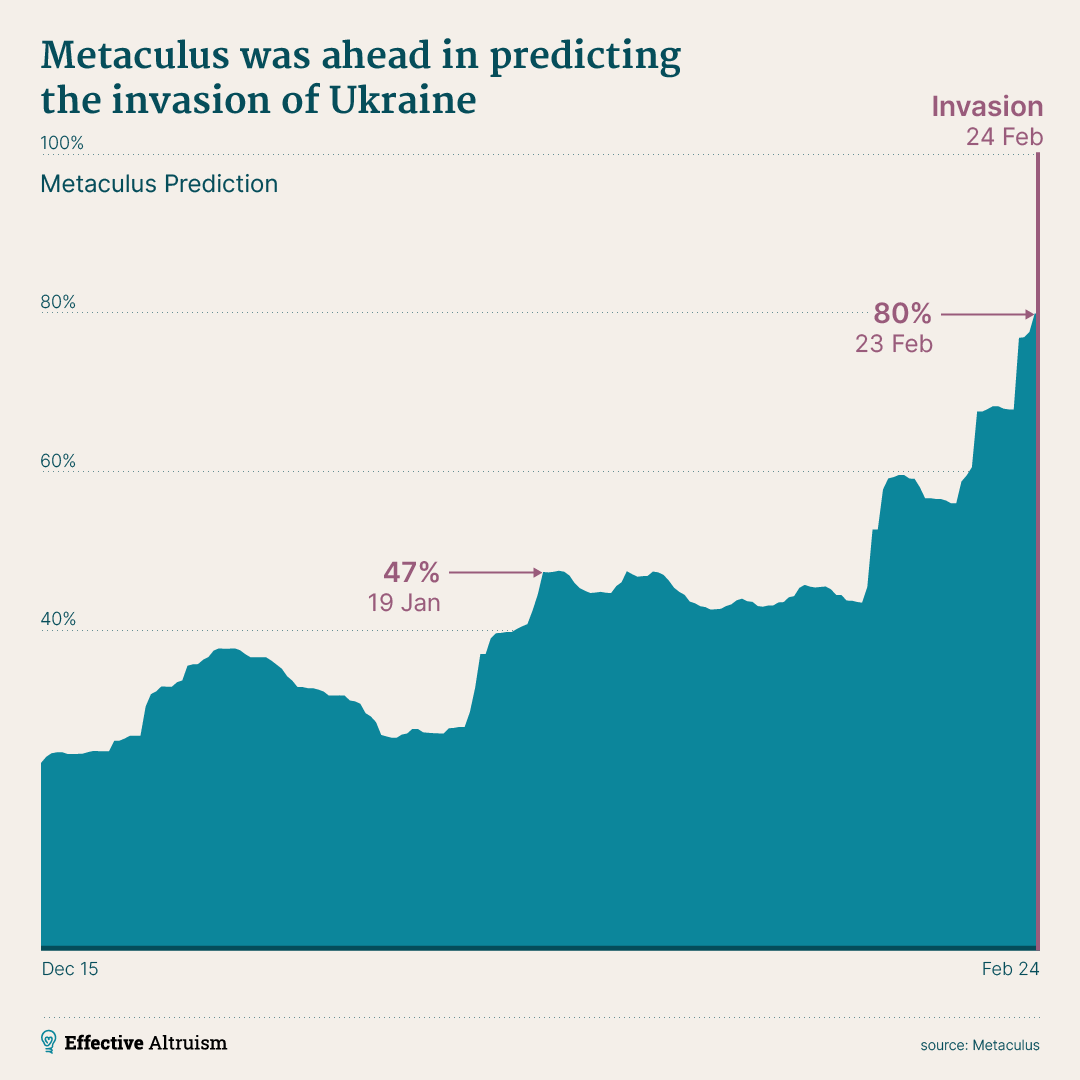 Metaculus was ahead in predicting
the invasion of Ukraine
Invasion
24 Feb
100%
Metaculus Prediction
80%
80%
23 Feb
60%
47%
19 Jan
40%
Dec 15
Feb 24
Effective Altruism
source: Metaculus